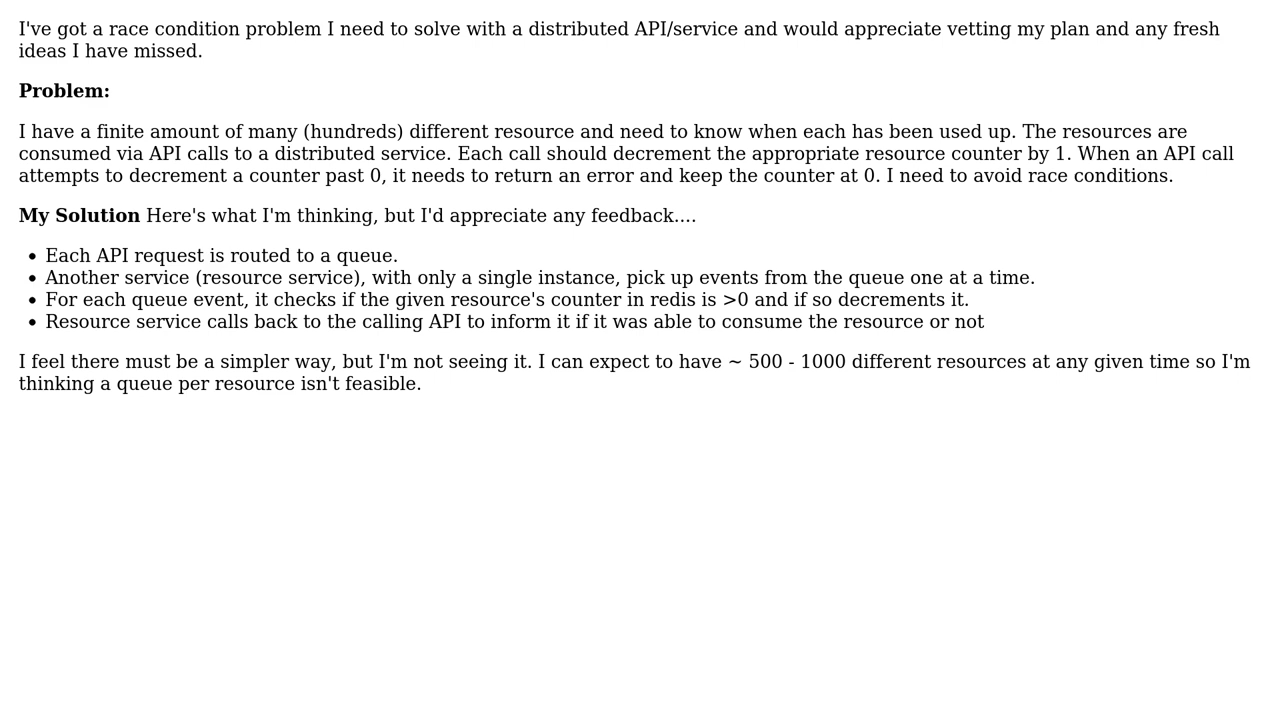 I've got a race condition problem I need to solve with a distributed API/service and would appreciate vetting my plan and any fresh
ideas I have missed.
Problem:
I have a finite amount of many (hundreds) different resource and need to know when each has been used up. The resources are
consumed via API calls to a distributed service. Each call should decrement the appropriate resource counter by 1. When an API call
attempts to decrement a counter past 0, it needs to return an error and keep the counter at 0. I need to avoid race conditions.
My Solution Here's what I'm thinking, but I'd appreciate any feedback....
• Each API request is routed to a queue.
• Another service (resource service), with only a single instance, pick up events from the queue one at a time.
• For each queue event, it checks if the given resource's counter in redis is >0 and if so decrements it.
• Resource service calls back to the calling API to inform it if it was able to consume the resource or not
I feel there must be a simpler way, but I'm not seeing it. I can expect to have ~ 500 - 1000 different resources at any given time so I'm
thinking a queue per resource isn't feasible.